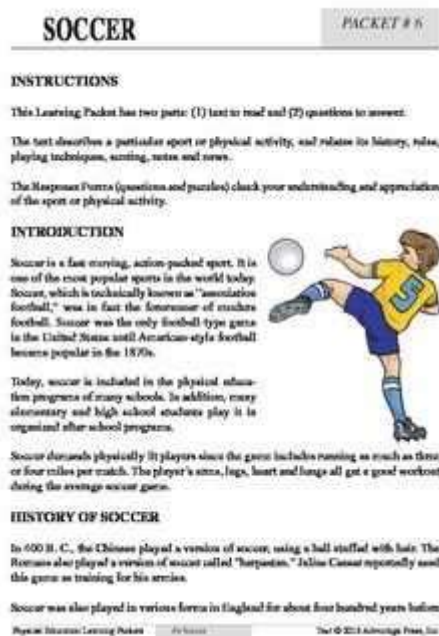 SOCCER
PACKET # 6
INSTRUCTIONS
This Learning Packet has two parts: (1) text to read and (2) questions to answer.
The text describes a particular sport or physical activity, and relates its history, rules,
playing techniques, scoring, notes and news.
The Response Forms (questions and puzzles) check your understanding and appreciation
of the sport or physical activity.
INTRODUCTION
Soccer is a fast moving, action-packed sport. It is
one of the most popular sports in the world today.
Soccer, which is technically known as "association
football," was in fact the forerunner of modern
football. Soccer was the only football-type game
in the United States until American-style football
became popular in the 1870s.
5
Today, soccer is included in the physical educa-
tion programs of many schools. In addition, many
elementary and high school students play it in
organized after school programs.
Soccer demands physically fit players since the game includes running as much as three
or four miles per match. The player's arms, legs, heart and lungs all get a good workout
during the average soccer game.
HISTORY OF SOCCER
In 400 B. C., the Chinese played a version of soccer, using a ball stuffed with hair. The
Romans also played a version of soccer called "harpastan." Julius Caesar reportedly used
this game as training for his armies.
Soccer was also played in various forms in England for about four hundred years before
Physical Education Learning Packets
© 2013 Advantage Press, Inc.